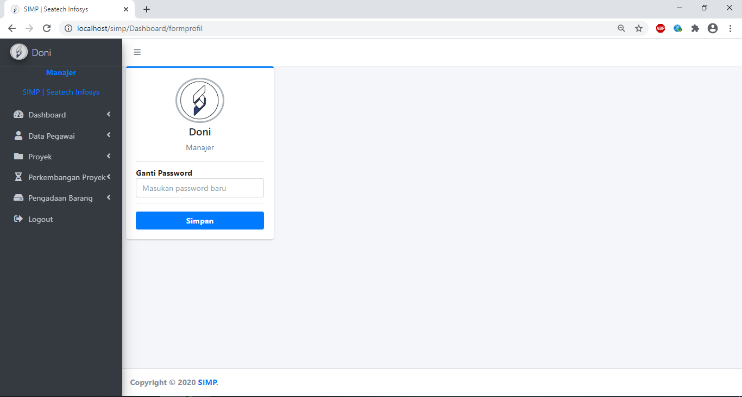 SIMP | Seatech Infosys
localhost/simp/Dashboard/formprofil
ABP
Doni
Manajer
SIMP | Seatech Infosys
Dashboard
Data Pegawai
Proyek
Perkembangan Proyek
Pengadaan Barang
Logout
Doni
Manajer
Ganti Password
Masukan password baru
Simpan
Copyright © 2020 SIMP.